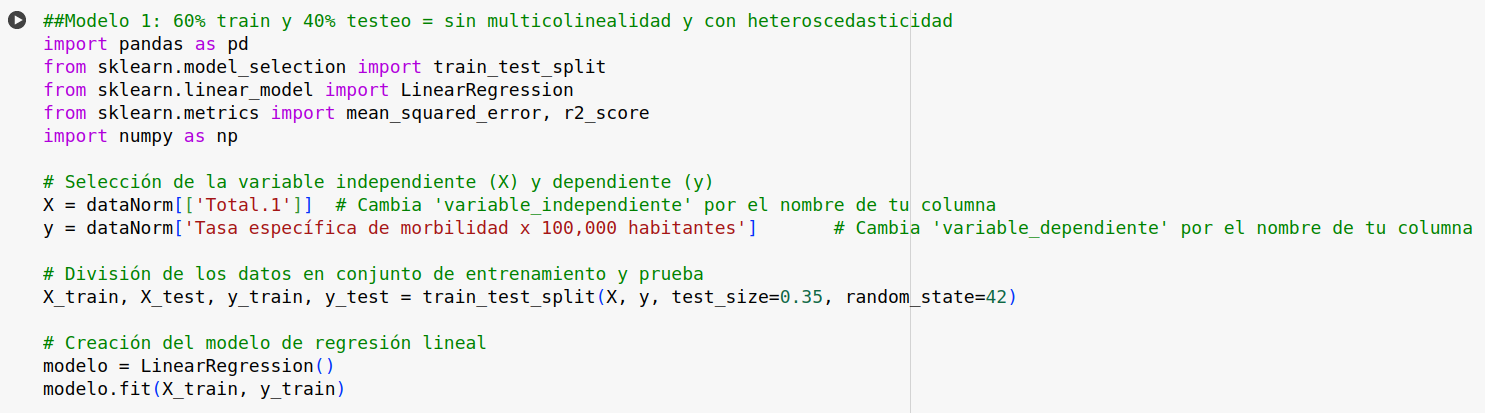 ##Modelo 1: 60% train y 40% testeo = sin multicolinealidad y con heteroscedasticidad
import pandas as pd
from sklearn.model_selection import train_test_split
from sklearn.linear_model import LinearRegression
from sklearn.metrics import mean_squared_error, r2_score
import numpy as np
# Selección de la variable independiente (X) y dependiente (y)
X = dataNorm[['Total.1']]  # Cambia 'variable_independiente' por el nombre de tu columna
y = dataNorm['Tasa específica de morbilidad x 100,000 habitantes']       # Cambia 'variable_dependiente' por el nombre de tu columna
# División de los datos en conjunto de entrenamiento y prueba
X_train, X_test, y_train, y_test = train_test_split(X, y, test_size=0.35, random_state=42)
# Creación del modelo de regresión lineal
modelo = LinearRegression()
modelo.fit(X_train, y_train)